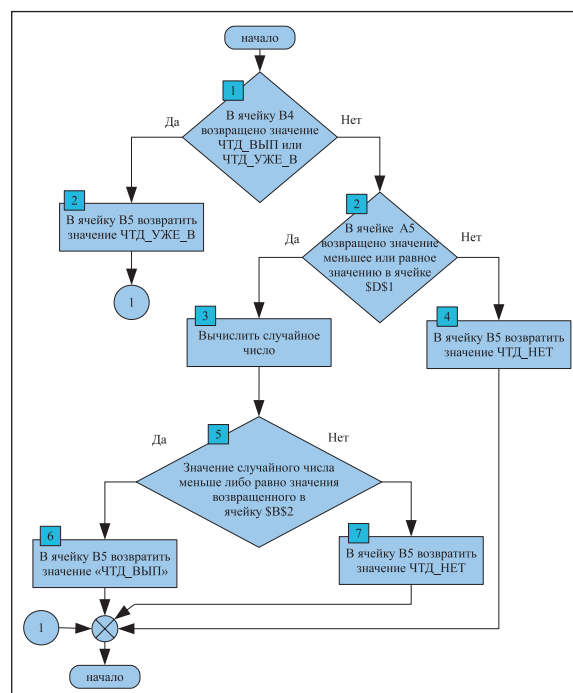 начало
1
В ячейку В4
возвращено значение
ЧТД_ВЫП или
ЧТД_УЖЕ_В
Да
Нет
2
В ячейку В5 возвратить
значение ЧТД_УЖЕ_В
1
2
В ячейке А5
возвращено значение
меньшее или равное
значению в ячейке
$D$1
Да
Нет
3
Вычислить случайное
число
4
В ячейку В5 возвратить
значение ЧТД_НЕТ
5
Да
Нет
Значение случайного числа
меньше либо равно значения
возвращенного в
ячейку $B$2
6
В ячейку В5 возвратить
значение «ЧТД_ВЫП»
7
В ячейку В5 возвратить
значение ЧТД_НЕТ
1
начало